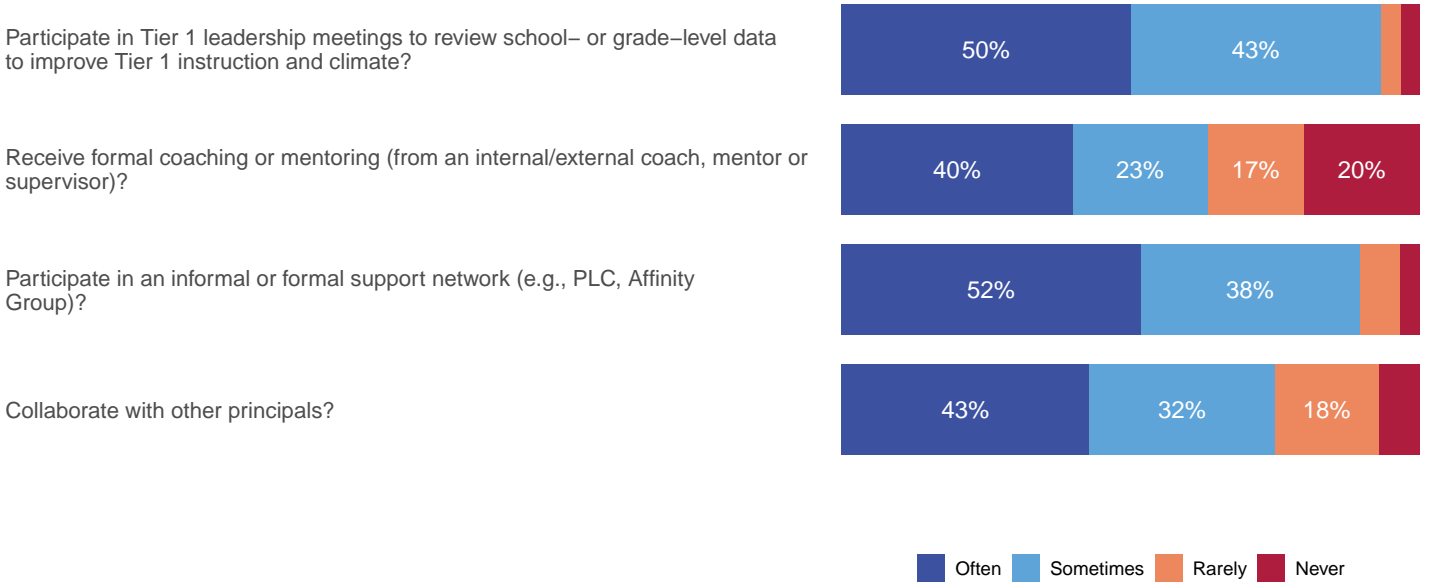 Participate in Tier 1 leadership meetings to review school− or grade−level data
to improve Tier 1 instruction and climate?
50% 43%
Receive formal coaching or mentoring (from an internal/external coach, mentor or
supervisor)?
40% 23% 17% 20%
Participate in an informal or formal support network (e.g., PLC, Affinity
Group)?
52% 38%
Collaborate with other principals?
43% 32% 18%
Often Sometimes Rarely Never